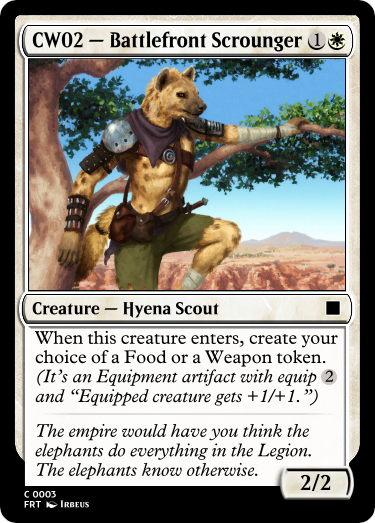 CW02 — Battlefront Scrounger 1
Creature — Hyena Scout
When this creature enters, create your
choice of a Food or a Weapon token.
(It's an Equipment artifact with equip 2
and “Equipped creature gets +1/+1.”)
The empire would have you think the
elephants do everything in the Legion.
The elephants know otherwise.
2/2
C 0003
FRT Irbeus